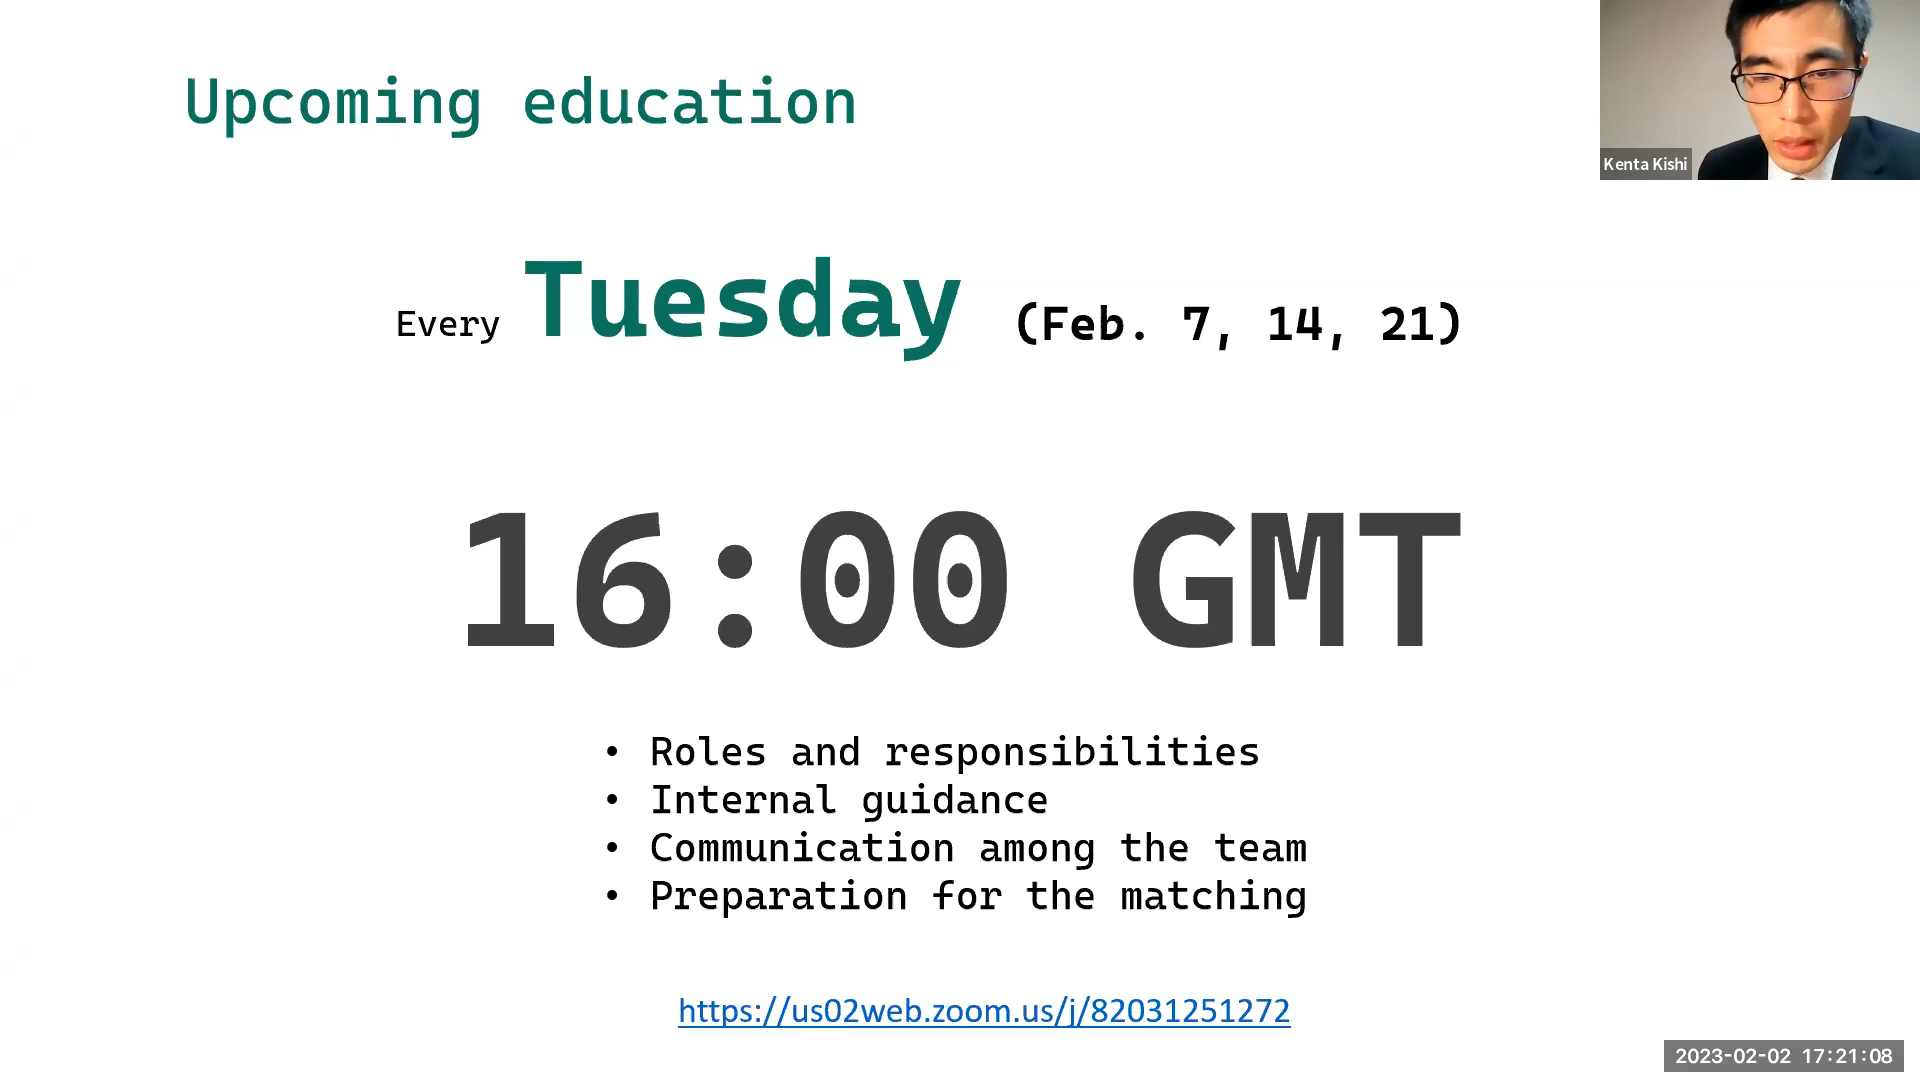 Upcoming education
Kenta Kishi
Every Tuesday (Feb. 7, 14, 21)
16:00 GMT
• Roles and responsibilities
• Internal guidance
• Communication among the team
• Preparation for the matching
https://us02web.zoom.us/j/82031251272
2023-02-02 17:21:08